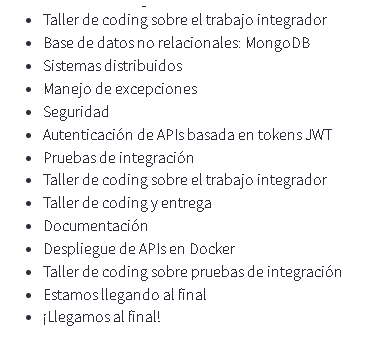 • Taller de coding sobre el trabajo integrador
• Base de datos no relacionales: MongoDB
• Sistemas distribuidos
• Manejo de excepciones
• Seguridad
• Autenticación de APIs basada en tokens JWT
• Pruebas de integración
• Taller de coding sobre el trabajo integrador
• Taller de coding y entrega
• Documentación
• Despliegue de APIs en Docker
• Taller de coding sobre pruebas de integración
• Estamos llegando al final
• ¡Llegamos al final!